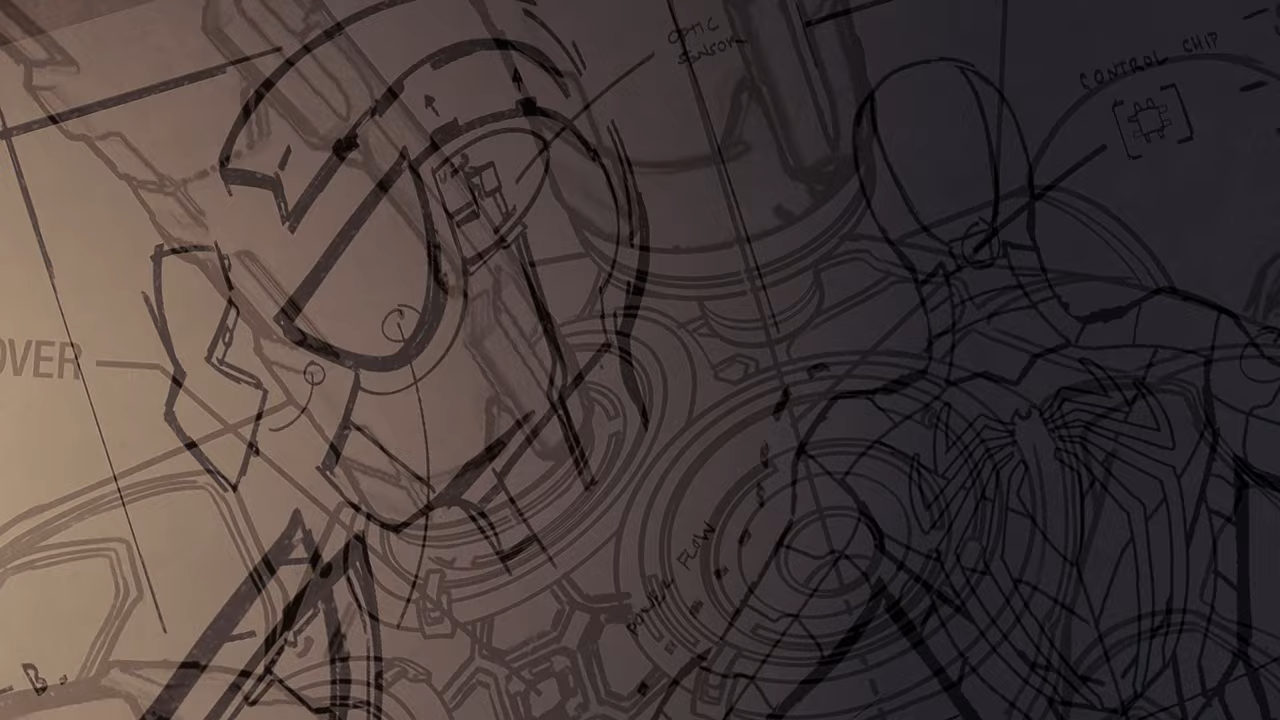 OPTIC
SENSOR
CONTROL CHIP
OVER
POWER FLOW
B.